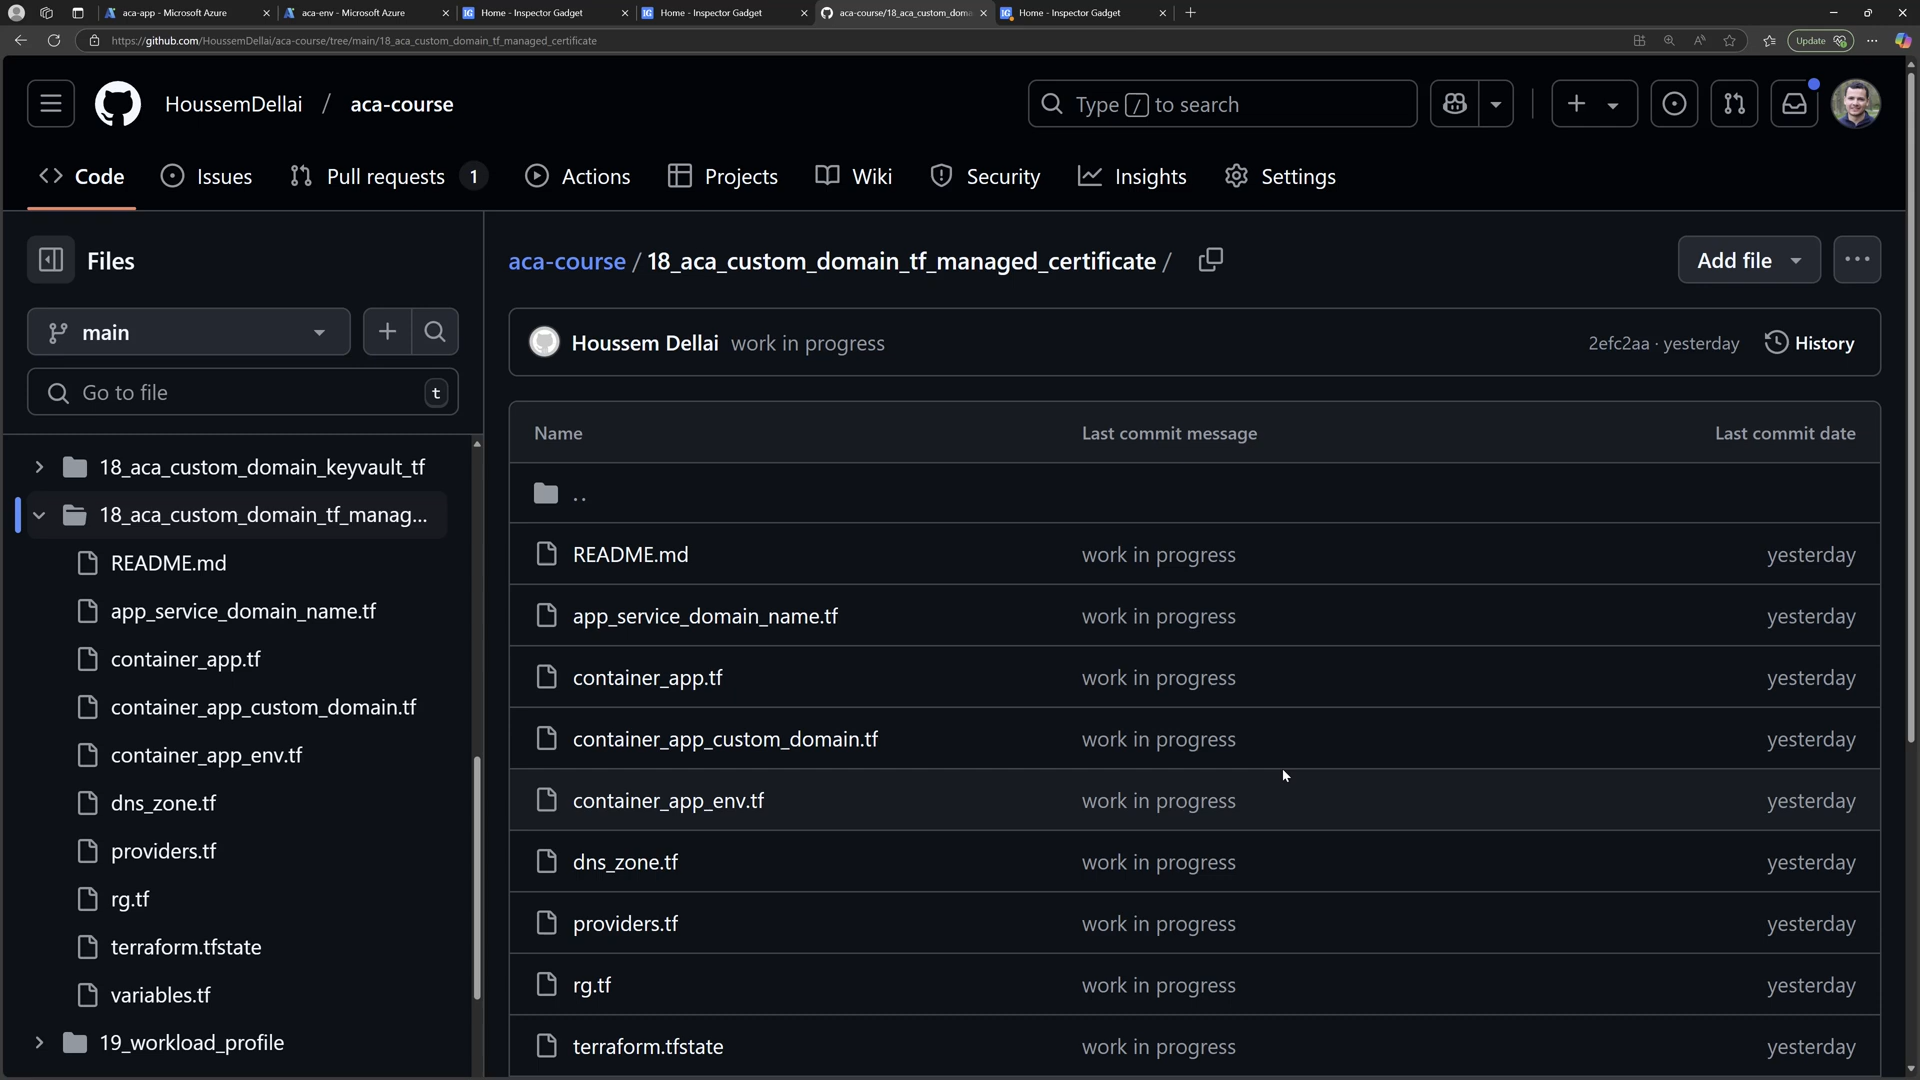 aca-app - Microsoft Azure
aca-env - Microsoft Azure
Home - Inspector Gadget
Home - Inspector Gadget
aca-course/18_aca_custom_dom
Home - Inspector Gadget
https://github.com/HoussemDellai/aca-course/tree/main/18_aca_custom_domain_tf_managed_certificate
Update
HoussemDellai / aca-course
Type / to search
Code
Issues
Pull requests 1
Actions
Projects
Wiki
Security
Insights
Settings
Files
main
Go to file
t
18_aca_custom_domain_keyvault_tf
18_aca_custom_domain_tf_manag...
README.md
app_service_domain_name.tf
container_app.tf
container_app_custom_domain.tf
container_app_env.tf
dns_zone.tf
providers.tf
rg.tf
terraform.tfstate
variables.tf
19_workload_profile
aca-course / 18_aca_custom_domain_tf_managed_certificate /
Add file
Houssem Dellai work in progress
2efc2aa · yesterday
History
Name Last commit message Last commit date
..
README.md work in progress yesterday
app_service_domain_name.tf work in progress yesterday
container_app.tf work in progress yesterday
container_app_custom_domain.tf work in progress yesterday
container_app_env.tf work in progress yesterday
dns_zone.tf work in progress yesterday
providers.tf work in progress yesterday
rg.tf work in progress yesterday
terraform.tfstate work in progress yesterday